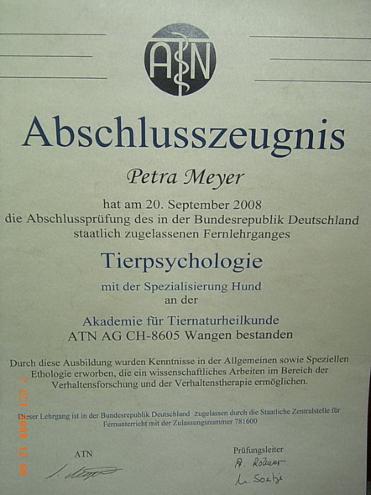 ATN
Abschlusszeugnis
Petra Meyer
hat am 20. September 2008
die Abschlussprüfung des in der Bundesrepublik Deutschland
staatlich zugelassenen Fernlehrganges
Tierpsychologie
mit der Spezialisierung Hund
an der
Akademie für Tiernaturheilkunde
ATN AG CH-8605 Wangen bestanden
Durch diese Ausbildung wurden Kenntnisse in der Allgemeinen sowie Speziellen
Ethologie erworben, die ein wissenschaftliches Arbeiten im Bereich der
Verhaltensforschung und der Verhaltenstherapie ermöglichen.
Dieser Lehrgang ist in der Bundesrepublik Deutschland zugelassen durch die Staatliche Zentralstelle für
Fernunterricht mit der Zulassungsnummer 781600
ATN
Prüfungsleiter